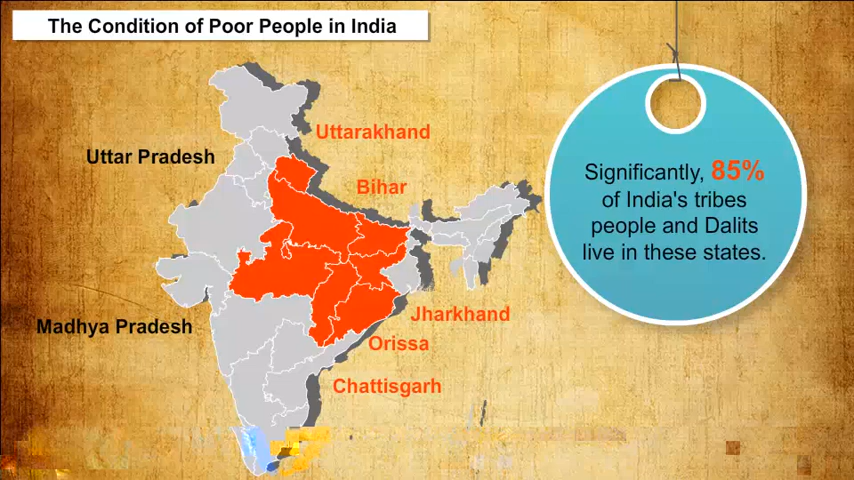 The Condition of Poor People in India
Uttarakhand
Uttar Pradesh
Bihar
Significantly, 85%
of India's tribes
people and Dalits
live in these states.
Jharkhand
Madhya Pradesh
Orissa
Chattisgarh